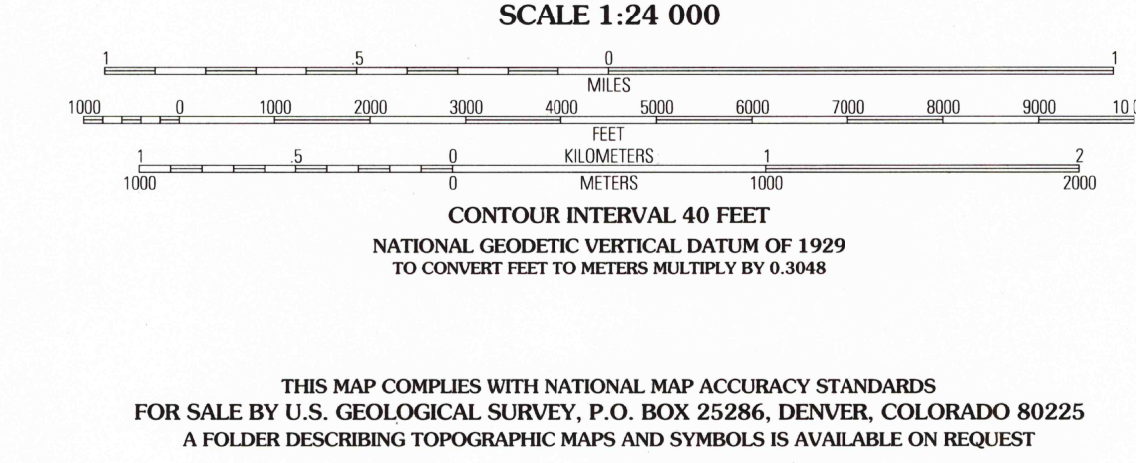 SCALE 1:24 000
1 .5 0 1
MILES
1000 0 1000 2000 3000 4000 5000 6000 7000 8000 9000 10
FEET
1 .5 0 KILOMETERS 1 2
1000 0 METERS 1000 2000
CONTOUR INTERVAL 40 FEET
NATIONAL GEODETIC VERTICAL DATUM OF 1929
TO CONVERT FEET TO METERS MULTIPLY BY 0.3048
THIS MAP COMPLIES WITH NATIONAL MAP ACCURACY STANDARDS
FOR SALE BY U.S. GEOLOGICAL SURVEY, P.O. BOX 25286, DENVER, COLORADO 80225
A FOLDER DESCRIBING TOPOGRAPHIC MAPS AND SYMBOLS IS AVAILABLE ON REQUEST